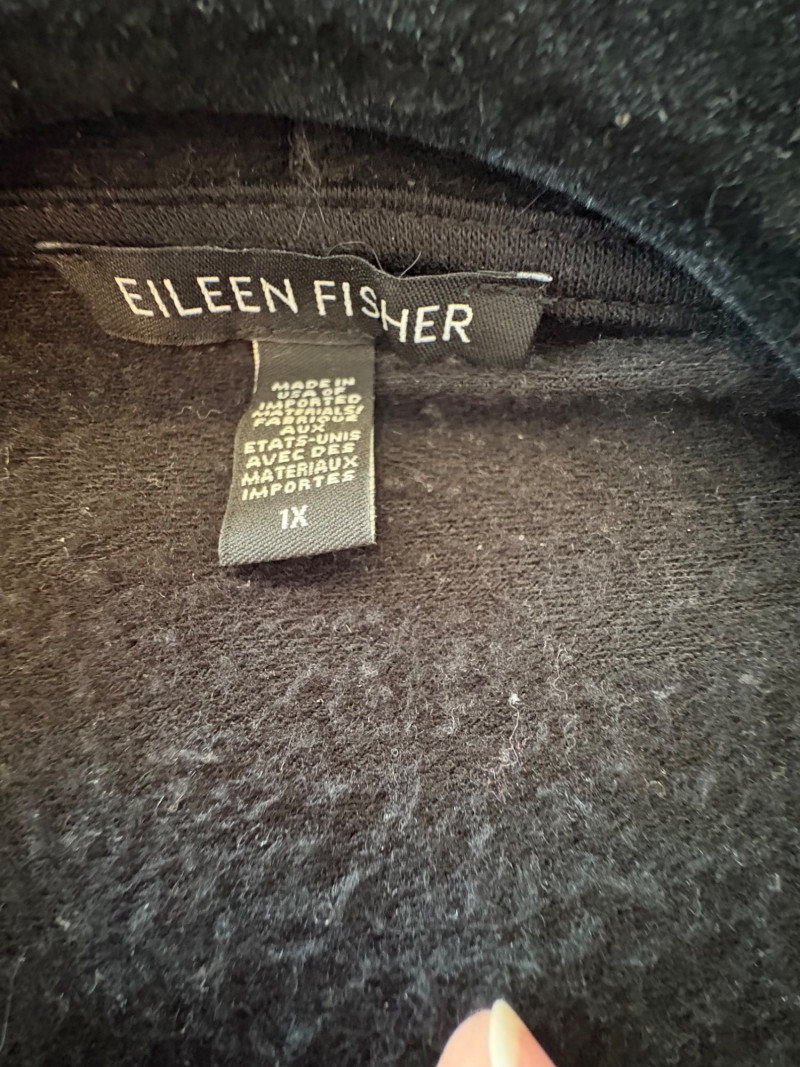 EILEEN FISHER
MADE IN
USA OF
IMPORTED
MATERIALS/
FABRIQUE
AUX
ETATS-UNIS
AVEC DES
MATERIAUX
IMPORTES
1X